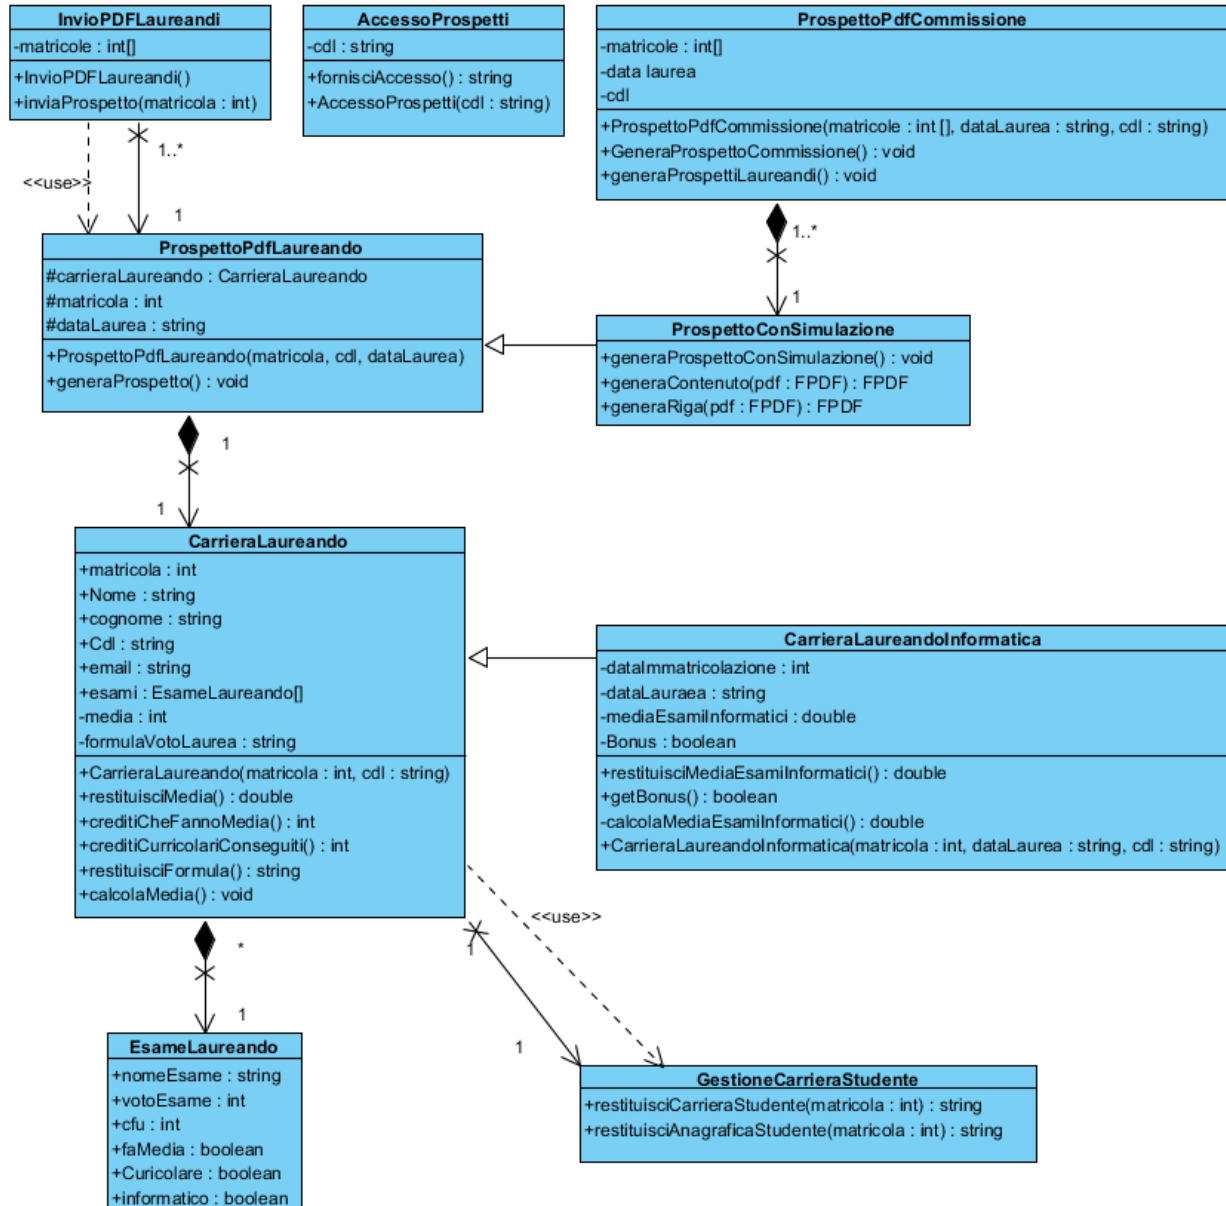 InvioPDFLaureandi
-matricole : int[]
+InvioPDFLaureandi()
+inviaProspetto(matricola : int)
AccessoProspetti
-cdl : string
+fornisciAccesso() : string
+AccessoProspetti(cdl : string)
ProspettoPdfCommissione
-matricole : int[]
-data laurea
-cdl
+ProspettoPdfCommissione(matricole : int [], dataLaurea : string, cdl : string)
+GeneraProspettoCommissione() : void
+generaProspettiLaureandi() : void
<<use>>
1..*
1
1..*
1
ProspettoPdfLaureando
#carrieraLaureando : CarrieraLaureando
#matricola : int
#dataLaurea : string
+ProspettoPdfLaureando(matricola, cdl, dataLaurea)
+generaProspetto() : void
ProspettoConSimulazione
+generaProspettoConSimulazione() : void
+generaContenuto(pdf : FPDF) : FPDF
+generaRiga(pdf : FPDF) : FPDF
1
1
CarrieraLaureando
+matricola : int
+Nome : string
+cognome : string
+Cdl : string
+email : string
+esami : EsameLaureando[]
-media : int
-formulaVotoLaurea : string
+CarrieraLaureando(matricola : int, cdl : string)
+restituisciMedia() : double
+creditiCheFannoMedia() : int
+creditiCurricolariConseguiti() : int
+restituisciFormula() : string
+calcolaMedia() : void
CarrieraLaureandoInformatica
-dataImmatricolazione : int
-dataLauraea : string
-mediaEsamiInformatici : double
-Bonus : boolean
+restituisciMediaEsamiInformatici() : double
+getBonus() : boolean
-calcolaMediaEsamiInformatici() : double
+CarrieraLaureandoInformatica(matricola : int, dataLaurea : string, cdl : string)
<<use>>
*
1
1
1
EsameLaureando
+nomeEsame : string
+votoEsame : int
+cfu : int
+faMedia : boolean
+Curicolare : boolean
+informatico : boolean
GestioneCarrieraStudente
+restituisciCarrieraStudente(matricola : int) : string
+restituisciAnagraficaStudente(matricola : int) : string